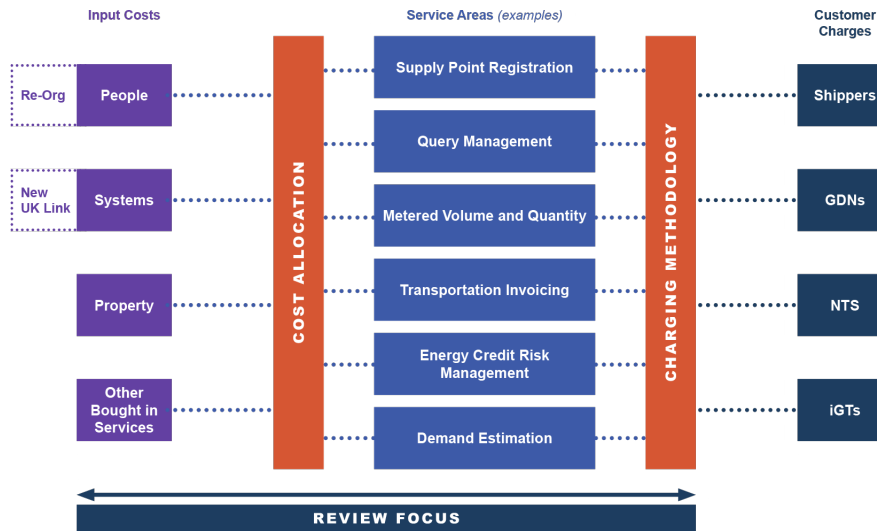 Input Costs
Service Areas (examples)
Customer
Charges
Re-Org
People
New
UK Link
Systems
Property
Other
Bought in
Services
COST ALLOCATION
Supply Point Registration
Query Management
Metered Volume and Quantity
Transportation Invoicing
Energy Credit Risk
Management
Demand Estimation
CHARGING METHODOLOGY
Shippers
GDNs
NTS
iGTs
REVIEW FOCUS